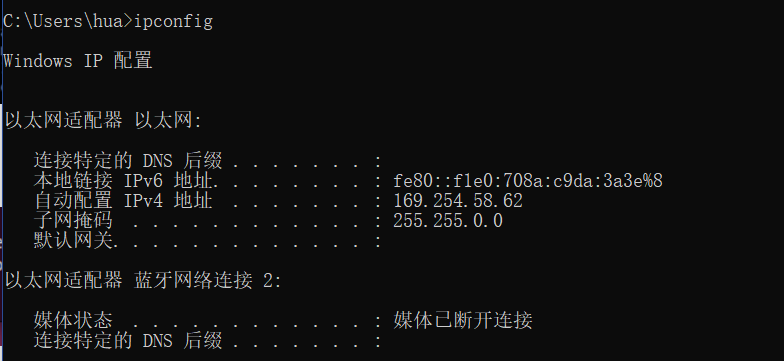 C:\Users\hua>ipconfig
Windows IP 配置
以太网适配器 以太网:
连接特定的 DNS 后缀 . . . . . . . :
本地链接 IPv6 地址. . . . . . . . : fe80::f1e0:708a:c9da:3a3e%8
自动配置 IPv4 地址 . . . . . . . : 169.254.58.62
子网掩码 . . . . . . . . . . . . : 255.255.0.0
默认网关. . . . . . . . . . . . . :
以太网适配器 蓝牙网络连接 2:
媒体状态 . . . . . . . . . . . . : 媒体已断开连接
连接特定的 DNS 后缀 . . . . . . . :